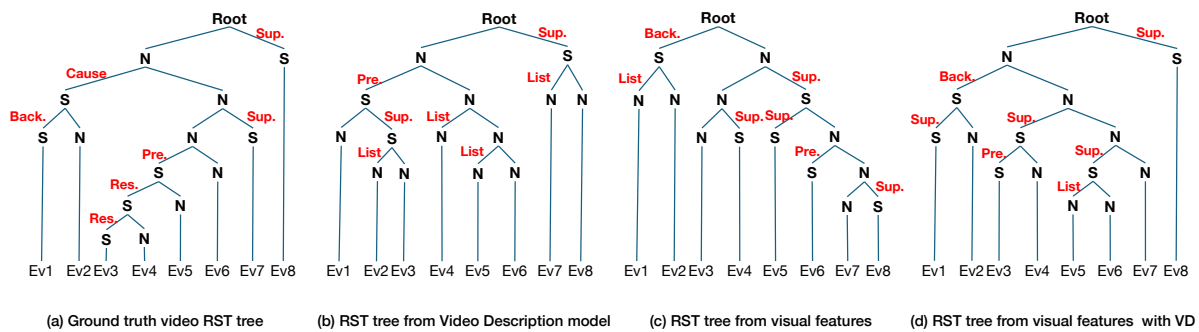 Root Root Root Root
Sup. Sup. Back. Sup.
N S N S S N N S
Cause Pre. List List Sup. Back.
S N S N N N N N N S S N
Back. Sup. Sup. List Sup. Sup. Sup. Sup.
S N N S N S N N N S S N S N S N
Pre. List List Pre. Pre. Sup.
S N N N N N S N S N S N
Res. Sup. List
S N N S N N
Res.
S N
Ev1 Ev2 Ev3 Ev4 Ev5 Ev6 Ev7 Ev8 Ev1 Ev2 Ev3 Ev4 Ev5 Ev6 Ev7 Ev8 Ev1 Ev2 Ev3 Ev4 Ev5 Ev6 Ev7 Ev8 Ev1 Ev2 Ev3 Ev4 Ev5 Ev6 Ev7 Ev8
(a) Ground truth video RST tree (b) RST tree from Video Description model (c) RST tree from visual features (d) RST tree from visual features with VD